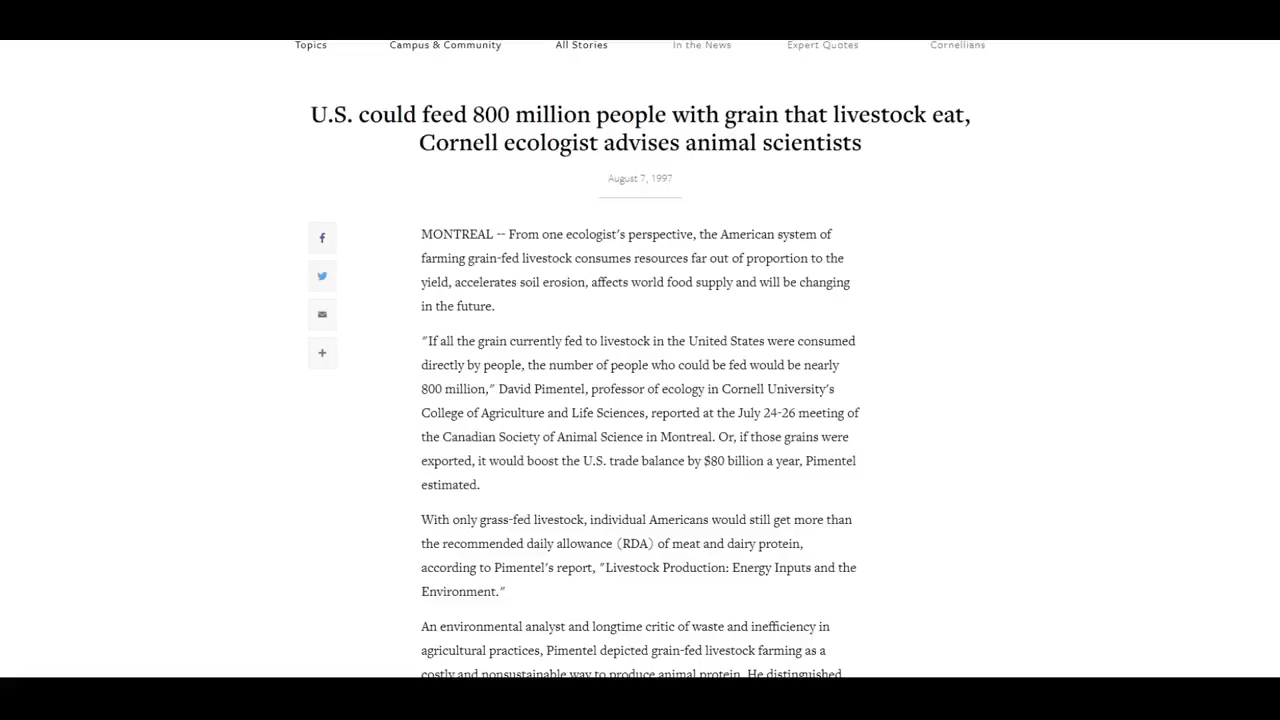 Topics Campus & Community All Stories In the News Expert Quotes Cornellians
U.S. could feed 800 million people with grain that livestock eat,
Cornell ecologist advises animal scientists
August 7, 1997
MONTREAL -- From one ecologist's perspective, the American system of
farming grain-fed livestock consumes resources far out of proportion to the
yield, accelerates soil erosion, affects world food supply and will be changing
in the future.
"If all the grain currently fed to livestock in the United States were consumed
directly by people, the number of people who could be fed would be nearly
800 million," David Pimentel, professor of ecology in Cornell University's
College of Agriculture and Life Sciences, reported at the July 24-26 meeting of
the Canadian Society of Animal Science in Montreal. Or, if those grains were
exported, it would boost the U.S. trade balance by $80 billion a year, Pimentel
estimated.
With only grass-fed livestock, individual Americans would still get more than
the recommended daily allowance (RDA) of meat and dairy protein,
according to Pimentel's report, "Livestock Production: Energy Inputs and the
Environment."
An environmental analyst and longtime critic of waste and inefficiency in
agricultural practices, Pimentel depicted grain-fed livestock farming as a
costly and nonsustainable way to produce animal protein. He distinguished